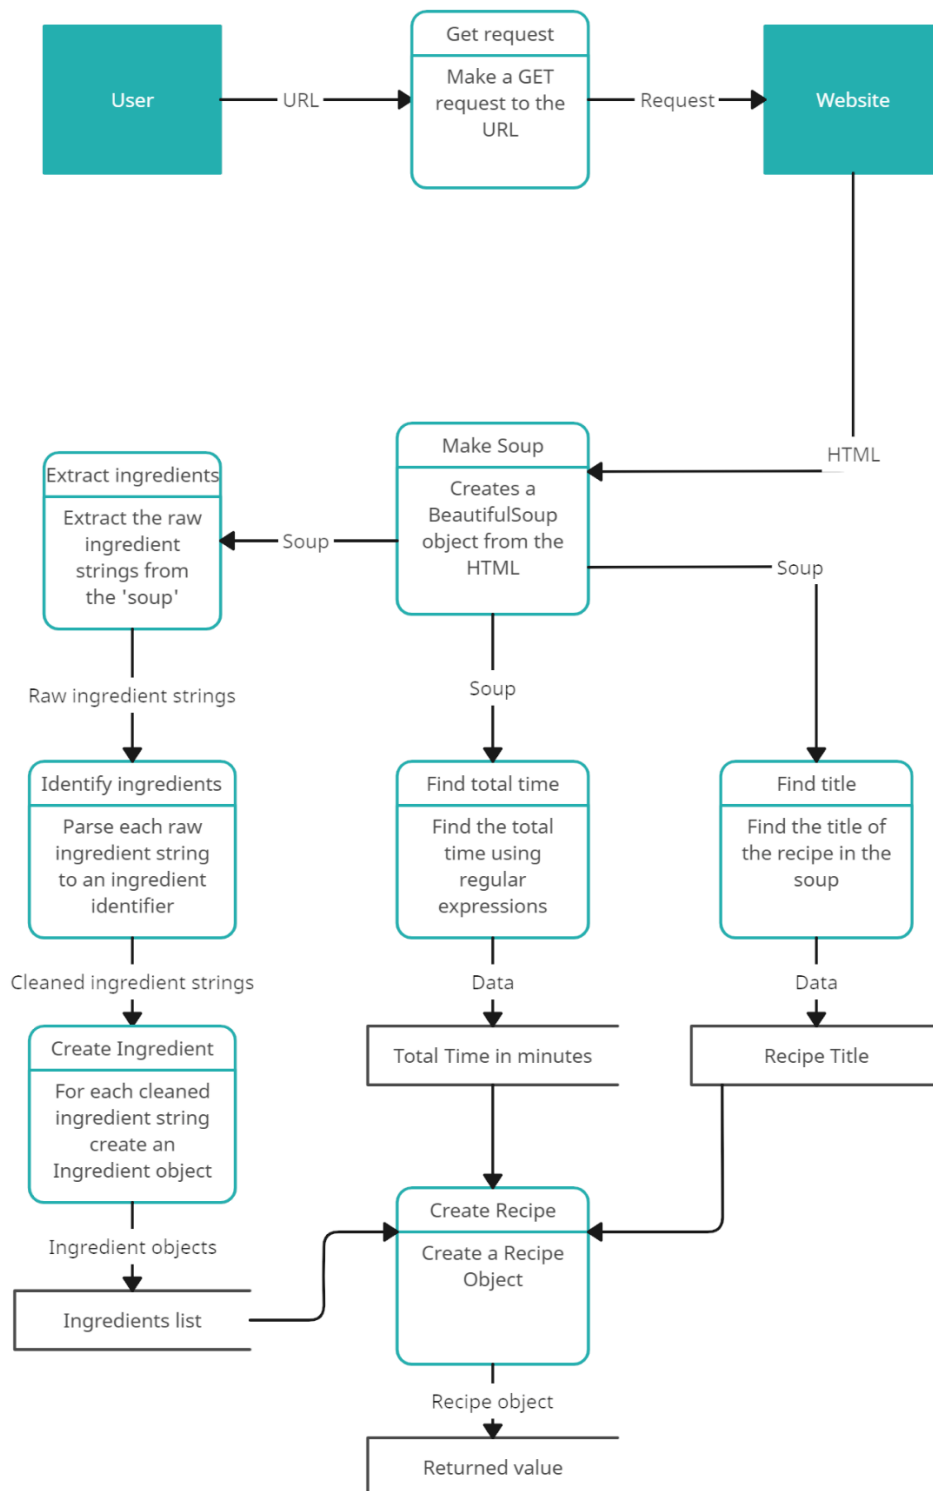 User
URL
Get request
Make a GET
request to the
URL
Request
Website
HTML
Make Soup
Creates a
BeautifulSoup
object from the
HTML
Soup
Soup
Soup
Extract ingredients
Extract the raw
ingredient
strings from
the 'soup'
Raw ingredient strings
Identify ingredients
Parse each raw
ingredient string
to an ingredient
identifier
Find total time
Find the total
time using
regular
expressions
Find title
Find the title of
the recipe in the
soup
Cleaned ingredient strings
Data
Data
Create Ingredient
For each cleaned
ingredient string
create an
Ingredient object
Total Time in minutes
Recipe Title
Ingredient objects
Ingredients list
Create Recipe
Create a Recipe
Object
Recipe object
Returned value